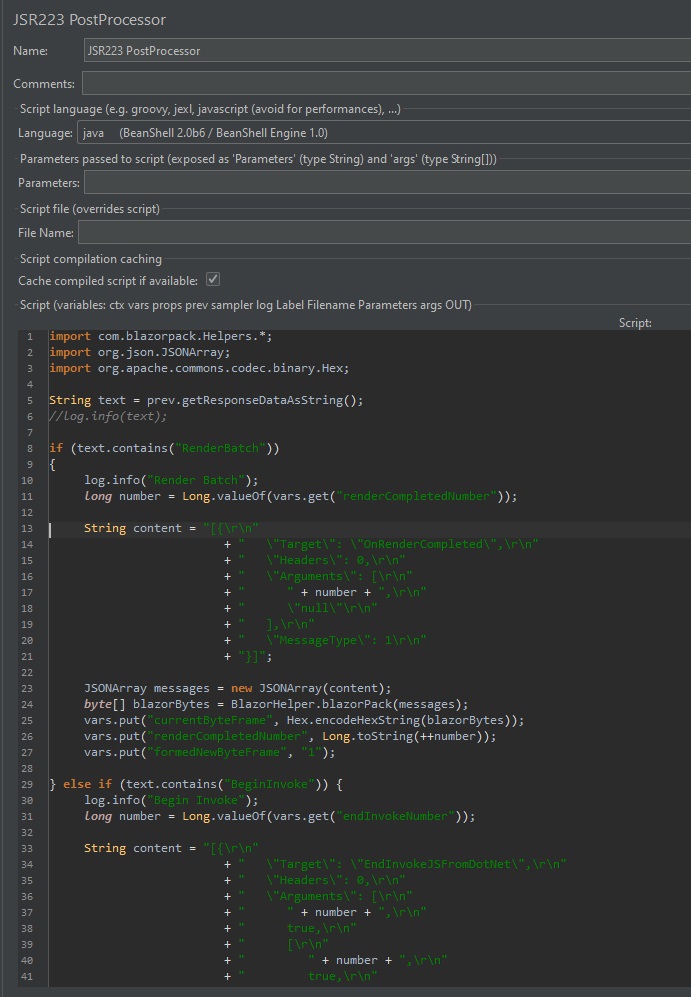 JSR223 PostProcessor
Name: JSR223 PostProcessor
Comments:
Script language (e.g. groovy, jexl, javascript (avoid for performances), ...)
Language: java (BeanShell 2.0b6 / BeanShell Engine 1.0)
Parameters passed to script (exposed as 'Parameters' (type String) and 'args' (type String[]))
Parameters:
Script file (overrides script)
File Name:
Script compilation caching
Cache compiled script if available:
Script (variables: ctx vars props prev sampler log Label Filename Parameters args OUT)
Script:
1 import com.blazorpack.Helpers.*;
2 import org.json.JSONArray;
3 import org.apache.commons.codec.binary.Hex;
4
5 String text = prev.getResponseDataAsString();
6 //log.info(text);
7
8 if (text.contains("RenderBatch"))
9 {
10     log.info("Render Batch");
11     long number = Long.valueOf(vars.get("renderCompletedNumber"));
12
13     String content = "[{\r\n"
14                         + "   \"Target\": \"OnRenderCompleted\",\r\n"
15                         + "   \"Headers\": 0,\r\n"
16                         + "   \"Arguments\": [\r\n"
17                         + "      " + number + ",\r\n"
18                         + "      \"null\"\r\n"
19                         + "   ],\r\n"
20                         + "   \"MessageType\": 1\r\n"
21                         + "}]";
22
23     JSONArray messages = new JSONArray(content);
24     byte[] blazorBytes = BlazorHelper.blazorPack(messages);
25     vars.put("currentByteFrame", Hex.encodeHexString(blazorBytes));
26     vars.put("renderCompletedNumber", Long.toString(++number));
27     vars.put("formedNewByteFrame", "1");
28
29 } else if (text.contains("BeginInvoke")) {
30     log.info("Begin Invoke");
31     long number = Long.valueOf(vars.get("endInvokeNumber"));
32
33     String content = "[{\r\n"
34                         + "   \"Target\": \"EndInvokeJSFromDotNet\",\r\n"
35                         + "   \"Headers\": 0,\r\n"
36                         + "   \"Arguments\": [\r\n"
37                         + "      " + number + ",\r\n"
38                         + "      true,\r\n"
39                         + "      [\r\n"
40                         + "         " + number + ",\r\n"
41                         + "         true,\r\n"